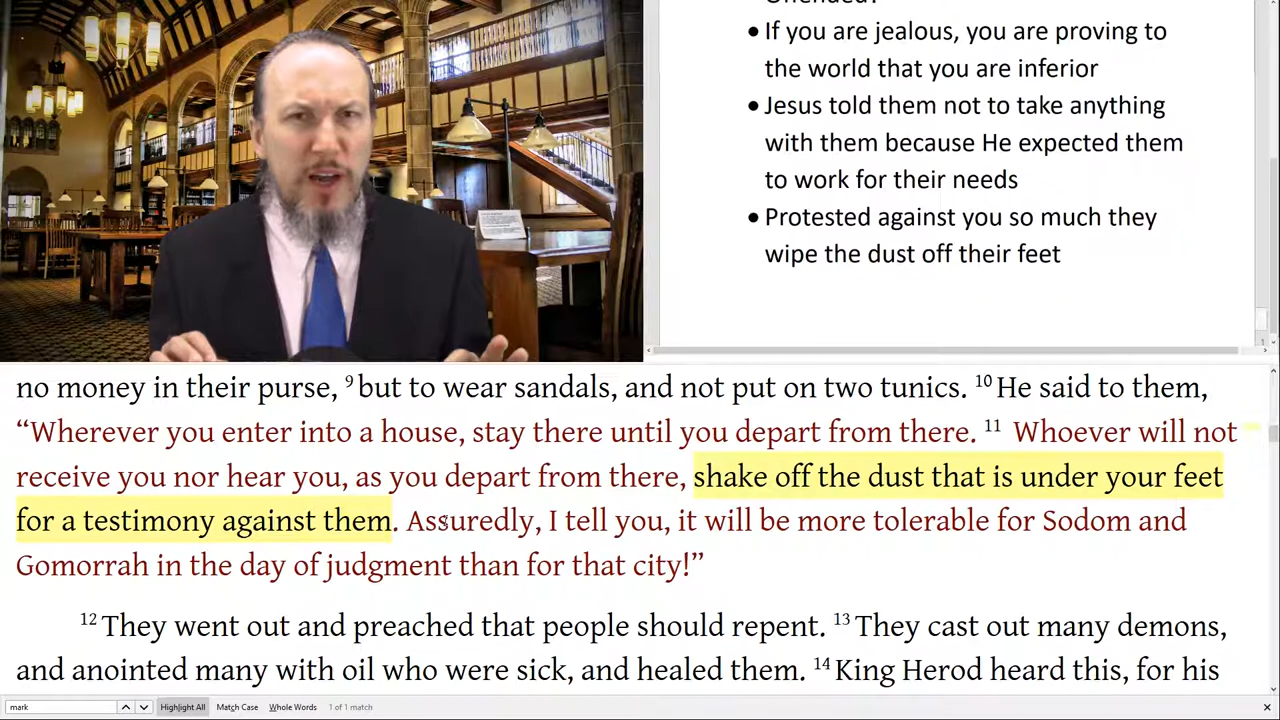 • If you are jealous, you are proving to
the world that you are inferior
• Jesus told them not to take anything
with them because He expected them
to work for their needs
• Protested against you so much they
wipe the dust off their feet
no money in their purse, 9 but to wear sandals, and not put on two tunics. 10 He said to them,
“Wherever you enter into a house, stay there until you depart from there. 11 Whoever will not
receive you nor hear you, as you depart from there, shake off the dust that is under your feet
for a testimony against them. Assuredly, I tell you, it will be more tolerable for Sodom and
Gomorrah in the day of judgment than for that city!”
12 They went out and preached that people should repent. 13 They cast out many demons,
and anointed many with oil who were sick, and healed them. 14 King Herod heard this, for his
mark Highlight All Match Case Whole Words 1 of 1 match